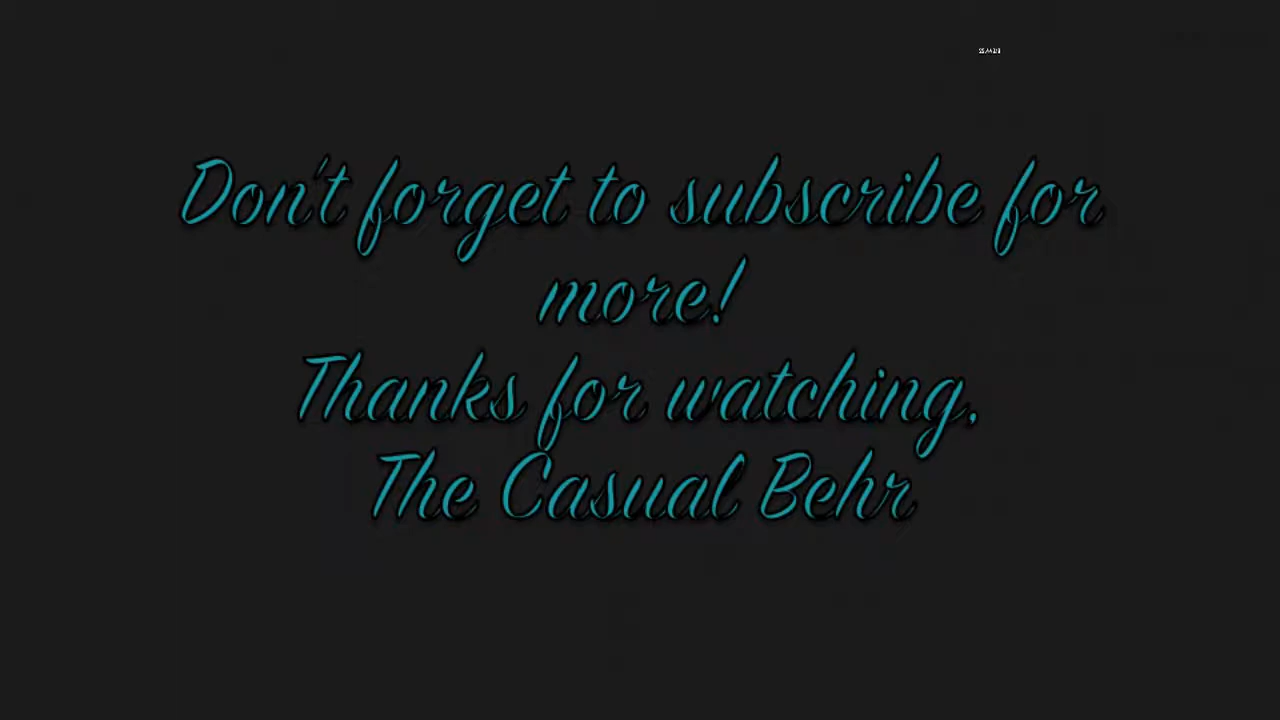 Don't forget to subscribe for
more!
Thanks for watching,
The Casual Behr